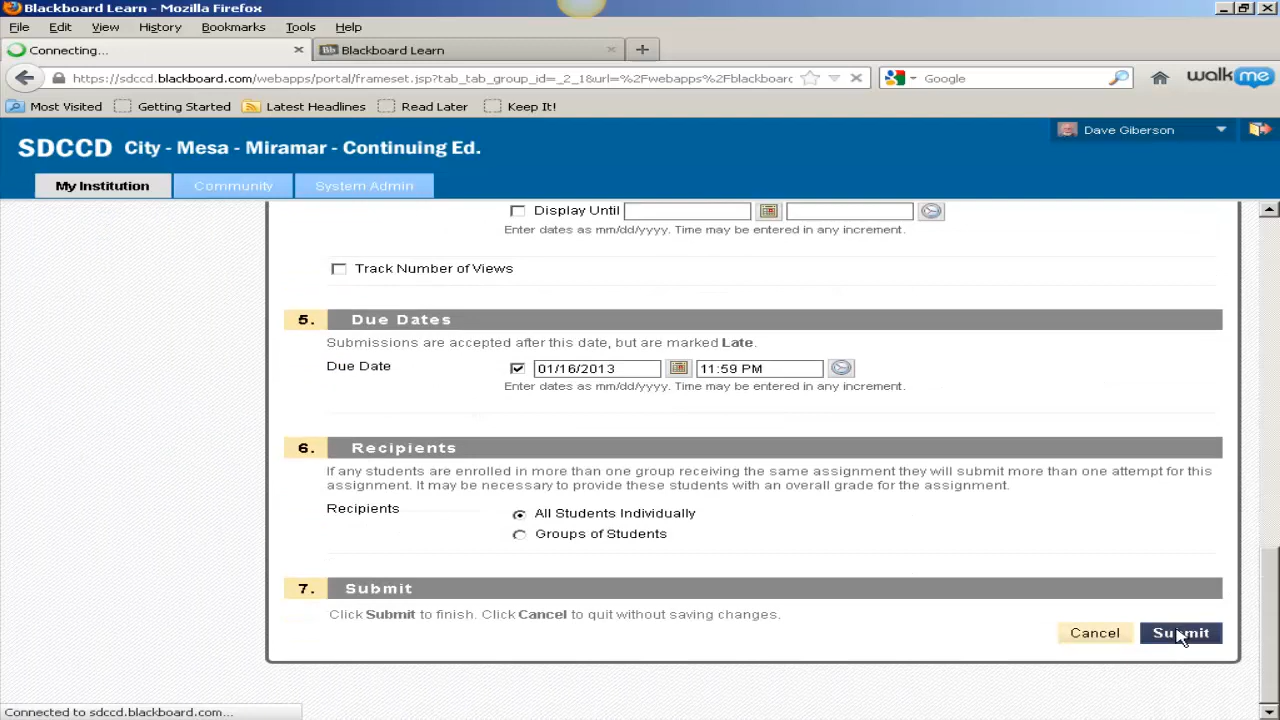 Blackboard Learn - Mozilla Firefox
File Edit View History Bookmarks Tools Help
Connecting... Blackboard Learn
https://sdccd.blackboard.com/webapps/portal/frameset.jsp?tab_tab_group_id=_2_1&url=%2Fwebapps%2Fblackboarc Google walkme
Most Visited Getting Started Latest Headlines Read Later Keep It!
Dave Giberson
SDCCD City - Mesa - Miramar - Continuing Ed.
My Institution Community System Admin
Display Until
Enter dates as mm/dd/yyyy. Time may be entered in any increment.
Track Number of Views
5. Due Dates
Submissions are accepted after this date, but are marked Late.
Due Date 01/16/2013 11:59 PM
Enter dates as mm/dd/yyyy. Time may be entered in any increment.
6. Recipients
If any students are enrolled in more than one group receiving the same assignment they will submit more than one attempt for this
assignment. It may be necessary to provide these students with an overall grade for the assignment.
Recipients All Students Individually
Groups of Students
7. Submit
Click Submit to finish. Click Cancel to quit without saving changes.
Cancel Submit
Connected to sdccd.blackboard.com...